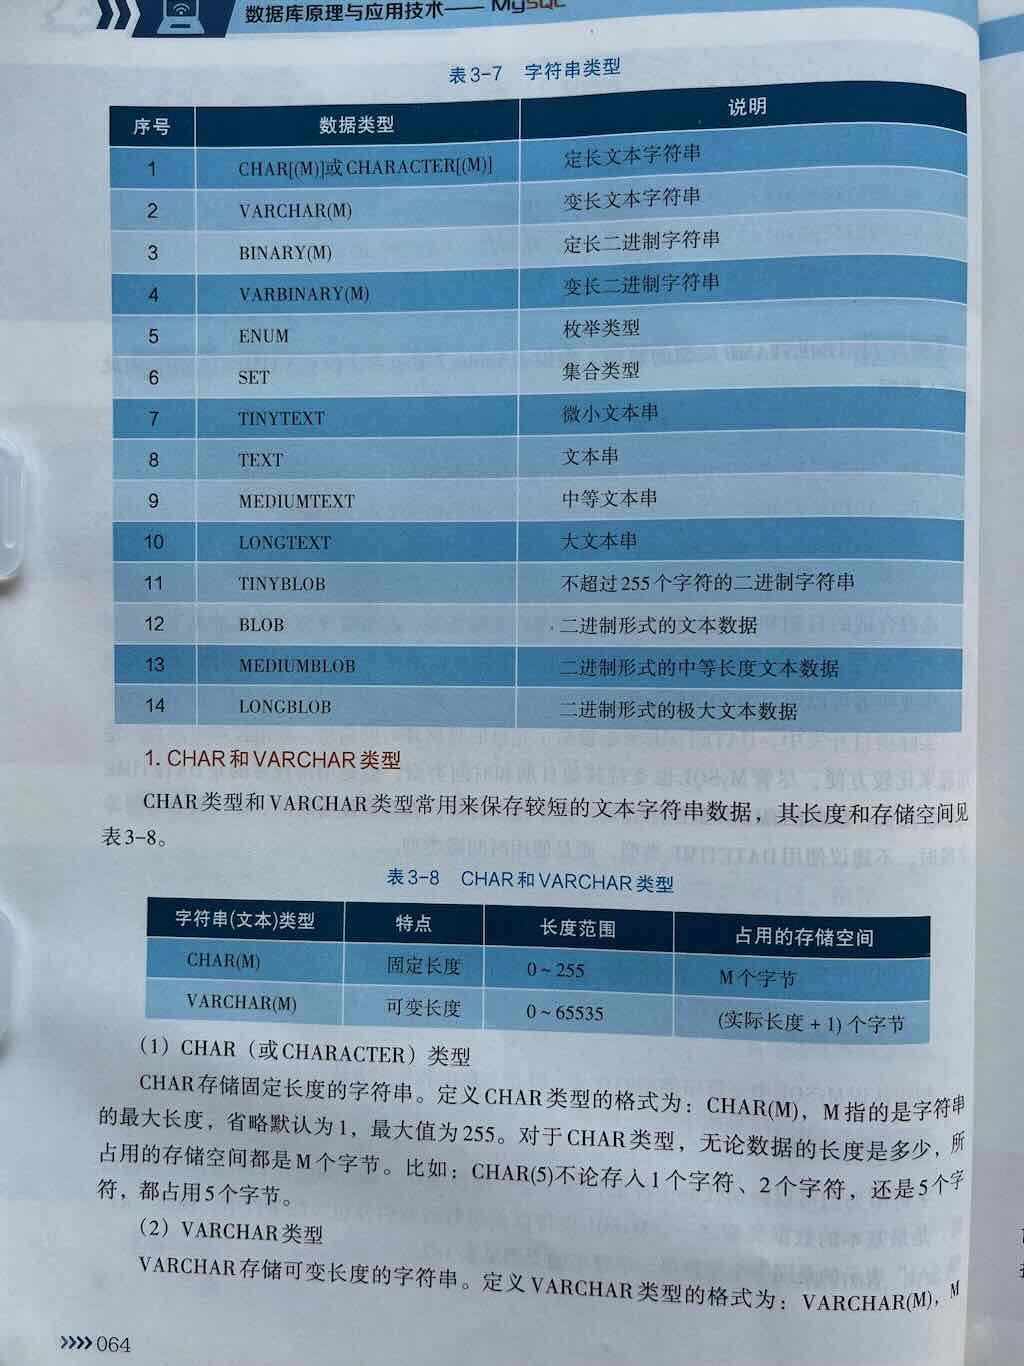 数据库原理与应用技术——MySQL
表3-7 字符串类型
序号 数据类型 说明
1 CHAR[(M)]或CHARACTER[(M)] 定长文本字符串
2 VARCHAR(M) 变长文本字符串
3 BINARY(M) 定长二进制字符串
4 VARBINARY(M) 变长二进制字符串
5 ENUM 枚举类型
6 SET 集合类型
7 TINYTEXT 微小文本串
8 TEXT 文本串
9 MEDIUMTEXT 中等文本串
10 LONGTEXT 大文本串
11 TINYBLOB 不超过255个字符的二进制字符串
12 BLOB 二进制形式的文本数据
13 MEDIUMBLOB 二进制形式的中等长度文本数据
14 LONGBLOB 二进制形式的极大文本数据
1. CHAR和VARCHAR类型
CHAR类型和VARCHAR类型常用来保存较短的文本字符串数据，其长度和存储空间见
表3-8。
表3-8 CHAR和VARCHAR类型
字符串(文本)类型 特点 长度范围 占用的存储空间
CHAR(M) 固定长度 0~255 M个字节
VARCHAR(M) 可变长度 0~65535 (实际长度+1)个字节
（1）CHAR（或CHARACTER）类型
CHAR存储固定长度的字符串。定义CHAR类型的格式为：CHAR(M)，M指的是字符串
的最大长度，省略默认为1，最大值为255。对于CHAR类型，无论数据的长度是多少，所
占用的存储空间都是M个字节。比如：CHAR(5)不论存入1个字符、2个字符，还是5个字
符，都占用5个字节。
（2）VARCHAR类型
VARCHAR存储可变长度的字符串。定义VARCHAR类型的格式为：VARCHAR(M)，M
064